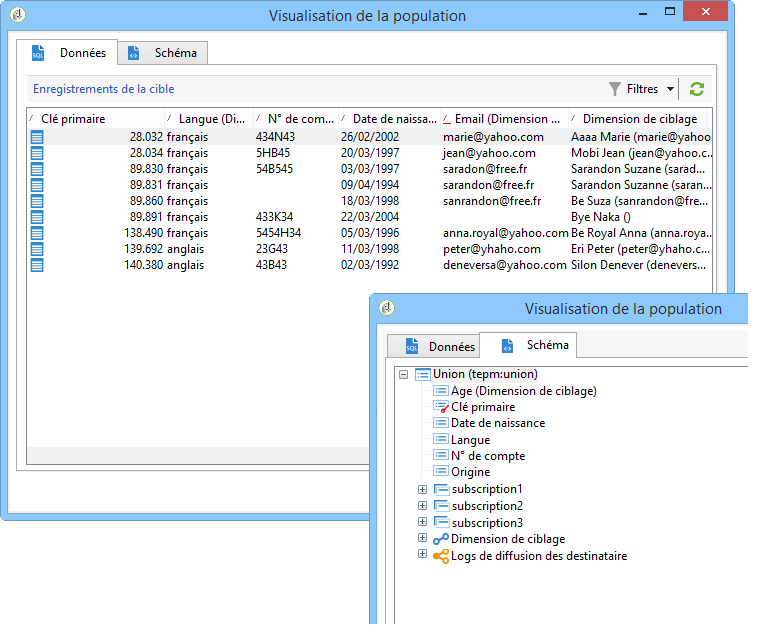 Visualisation de la population
Données Schéma
Enregistrements de la cible Filtres
Clé primaire Langue (Di... N° de com... Date de naissa... Email (Dimension ... Dimension de ciblage
28.032 français 434N43 26/02/2002 marie@yahoo.com Aaaa Marie (marie@yahoo
28.034 français 5HB45 20/03/1997 jean@yahoo.com Mobi Jean (jean@yahoo.c...
89.830 français 54B545 03/03/1997 saradon@free.fr Sarandon Suzane (sarad...
89.831 français 09/04/1994 sarandon@free.fr Sarandon Suzanne (saran...
89.860 français 18/03/1998 sanrandon@free.fr Be Suza (sanrandon@fre...
89.891 français 433K34 22/03/2004 Bye Naka ()
138.490 français 5454H34 05/03/1996 anna.royal@yahoo.com Be Royal Anna (anna.roya...
139.692 anglais 23G43 11/03/1998 peter@yhaho.com Eri Peter (peter@yhaho.c...
140.380 anglais 43B43 02/03/1992 deneversa@yahoo.com Silon Denever (denevers...
Visualisation de la population
Données Schéma
Union (tepm:union)
Age (Dimension de ciblage)
Clé primaire
Date de naissance
Langue
N° de compte
Origine
subscription1
subscription2
subscription3
Dimension de ciblage
Logs de diffusion des destinataire